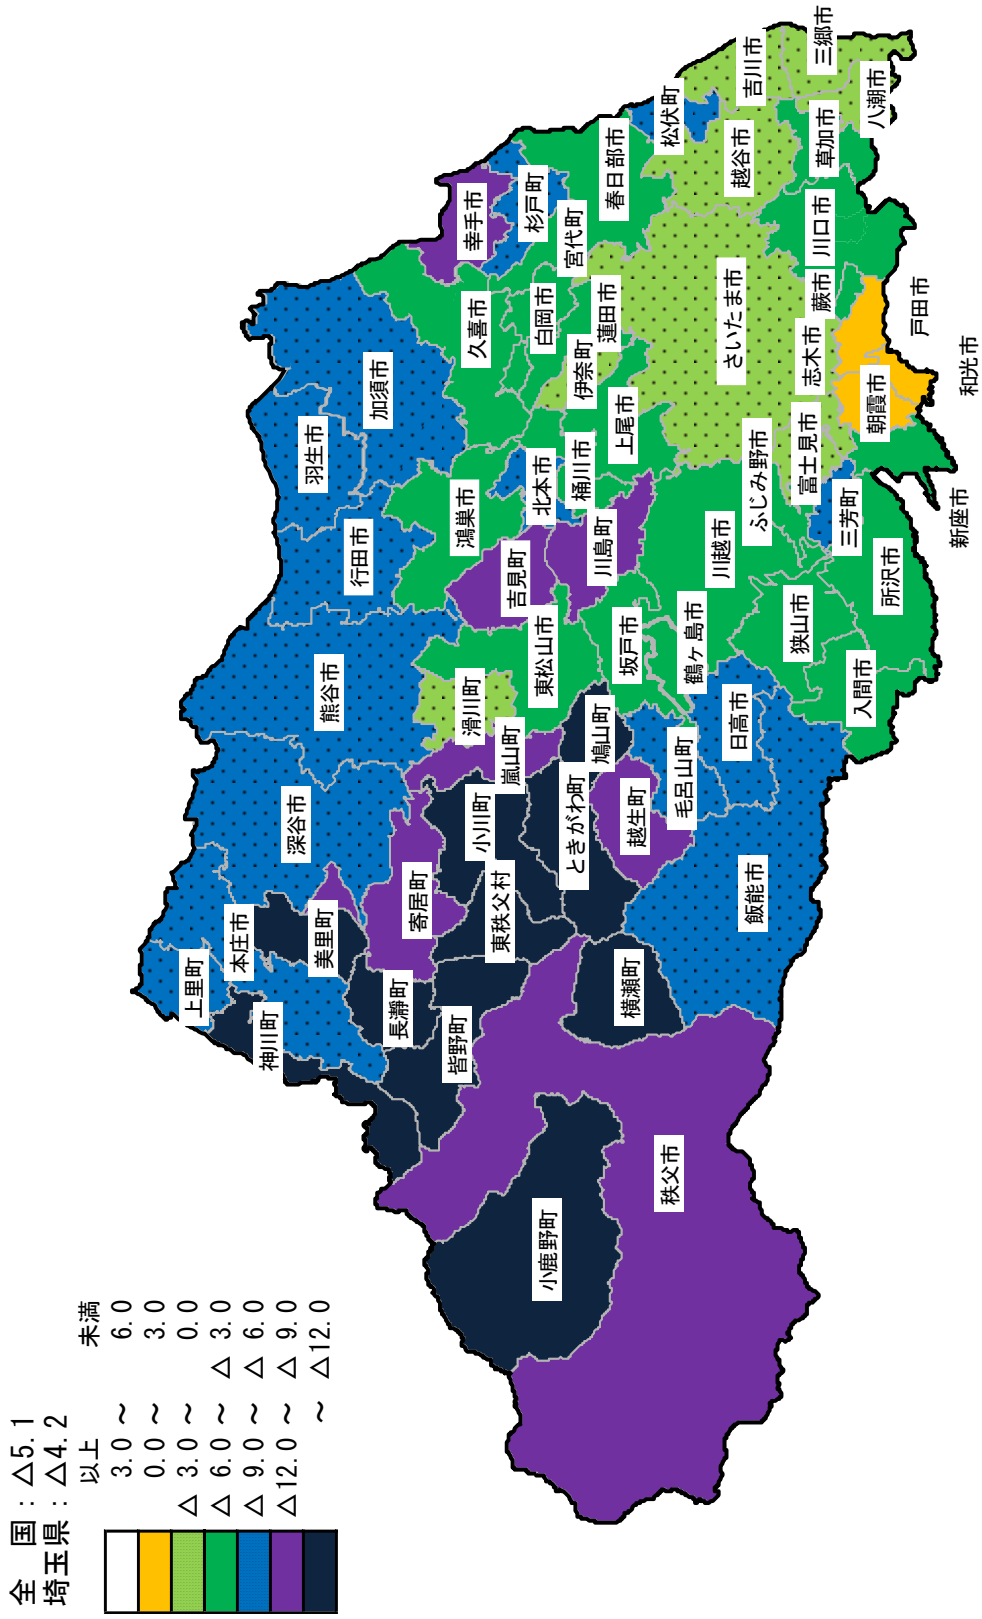 全国：△5.1
埼玉県：△4.2
以上 未満
3.0 ～ 6.0
0.0 ～ 3.0
△ 3.0 ～ 0.0
△ 6.0 ～ △ 3.0
△ 9.0 ～ △ 6.0
△12.0 ～ △ 9.0
～ △12.0
上里町
本庄市
神川町
美里町
深谷市
熊谷市
行田市
羽生市
加須市
寄居町
長瀞町
皆野町
小川町
東秩父村
嵐山町
滑川町
東松山市
吉見町
鴻巣市
北本市
桶川市
川島町
久喜市
幸手市
杉戸町
宮代町
白岡市
蓮田市
伊奈町
上尾市
春日部市
松伏町
小鹿野町
秩父市
横瀬町
ときがわ町
鳩山町
越生町
毛呂山町
坂戸市
鶴ヶ島市
日高市
飯能市
川越市
狭山市
入間市
所沢市
ふじみ野市
三芳町
富士見市
志木市
さいたま市
越谷市
吉川市
三郷市
八潮市
草加市
川口市
蕨市
戸田市
朝霞市
和光市
新座市